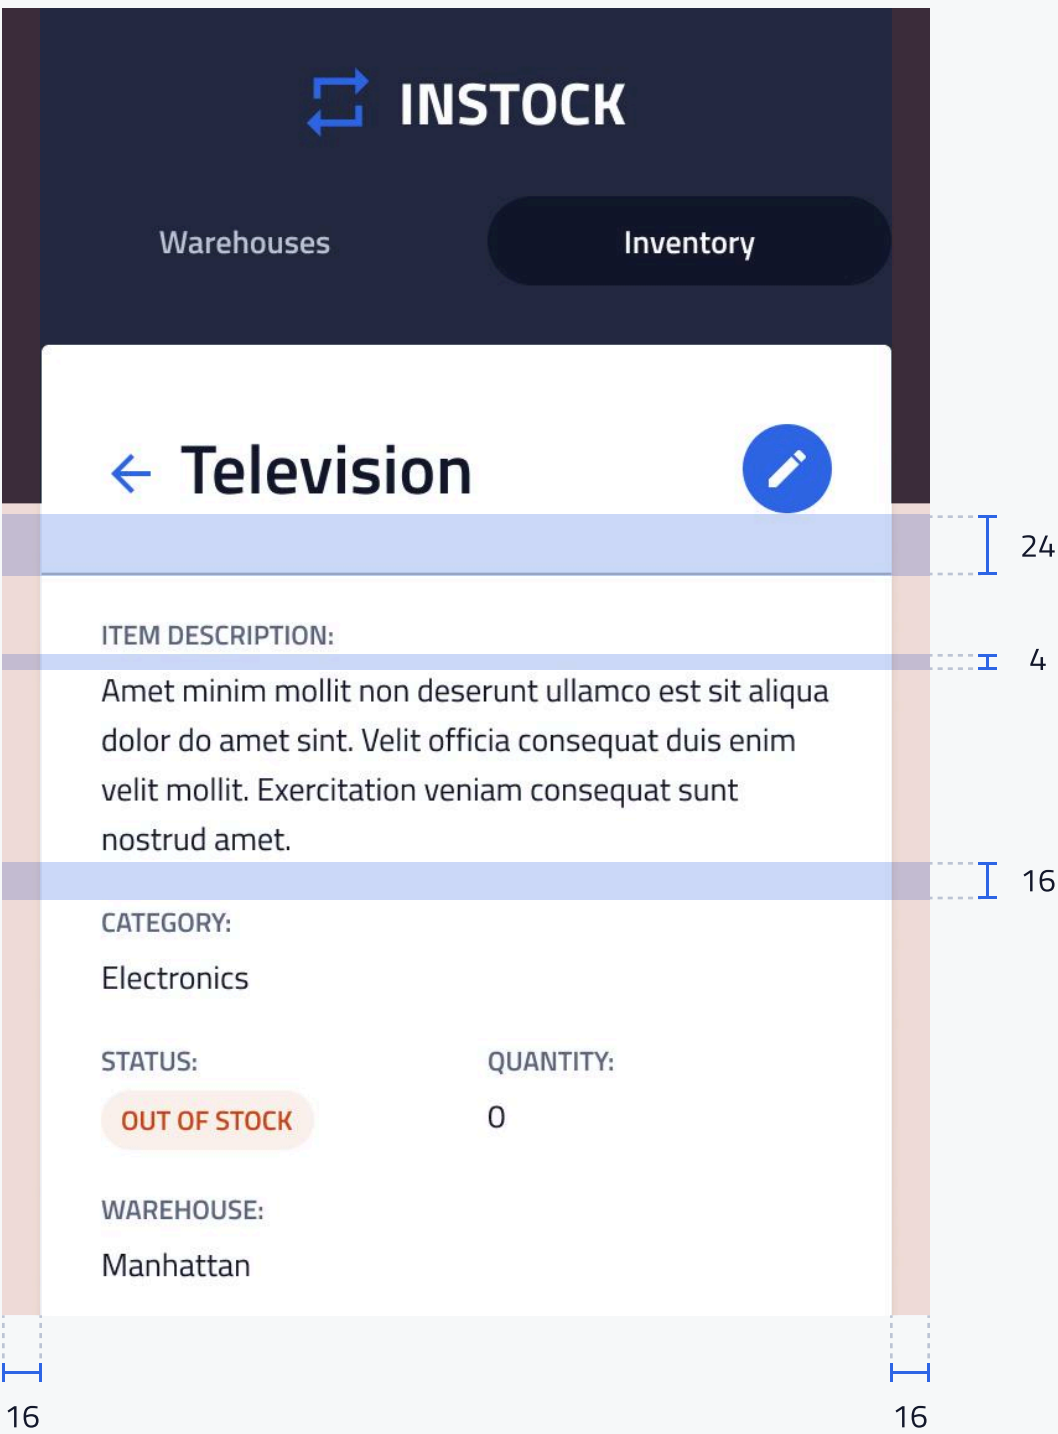 INSTOCK
Warehouses
Inventory
Television
24
ITEM DESCRIPTION:
4
Amet minim mollit non deserunt ullamco est sit aliqua
dolor do amet sint. Velit officia consequat duis enim
velit mollit. Exercitation veniam consequat sunt
nostrud amet.
16
CATEGORY:
Electronics
STATUS:
QUANTITY:
OUT OF STOCK
0
WAREHOUSE:
Manhattan
16
16